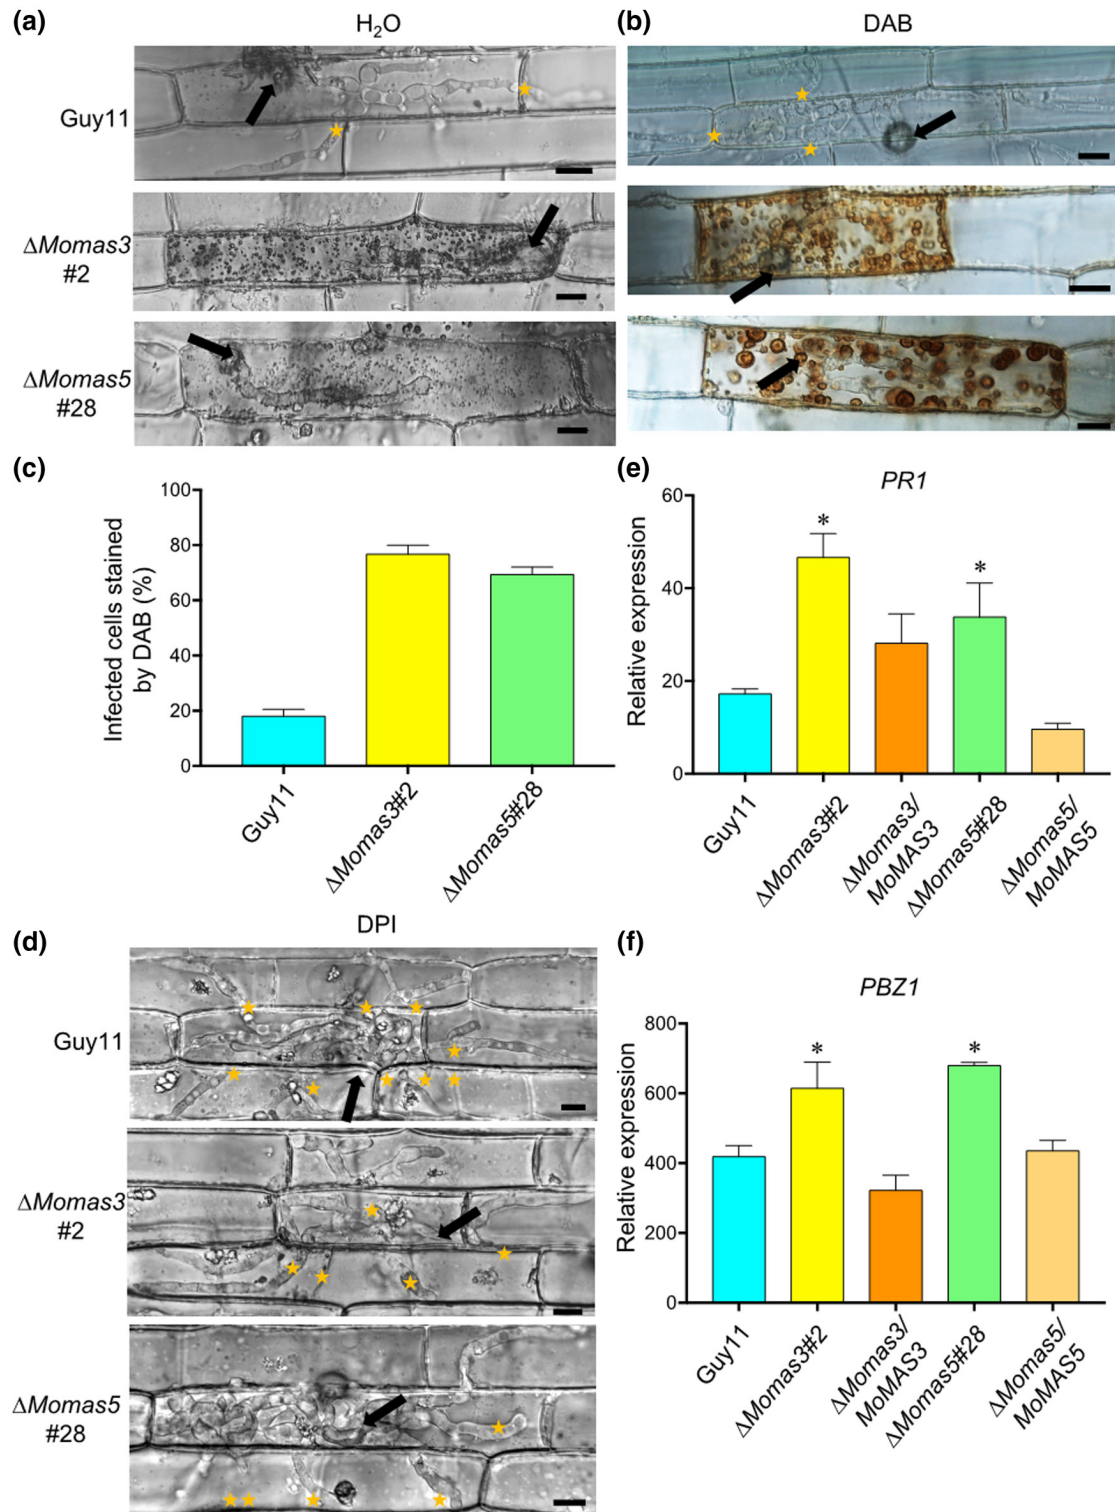 (a)
H₂O
Guy11
ΔMomas3
#2
ΔMomas5
#28
(b)
DAB
(c)
Infected cells stained
by DAB (%)
100
80
60
40
20
0
Guy11
ΔMomas3#2
ΔMomas5#28
(e)
PR1
Relative expression
60
40
20
0
*
*
Guy11
ΔMomas3#2
ΔMomas3/
MoMAS3
ΔMomas5#28
ΔMomas5/
MoMAS5
(d)
DPI
Guy11
ΔMomas3
#2
ΔMomas5
#28
(f)
PBZ1
Relative expression
800
600
400
200
0
*
*
Guy11
ΔMomas3#2
ΔMomas3/
MoMAS3
ΔMomas5#28
ΔMomas5/
MoMAS5